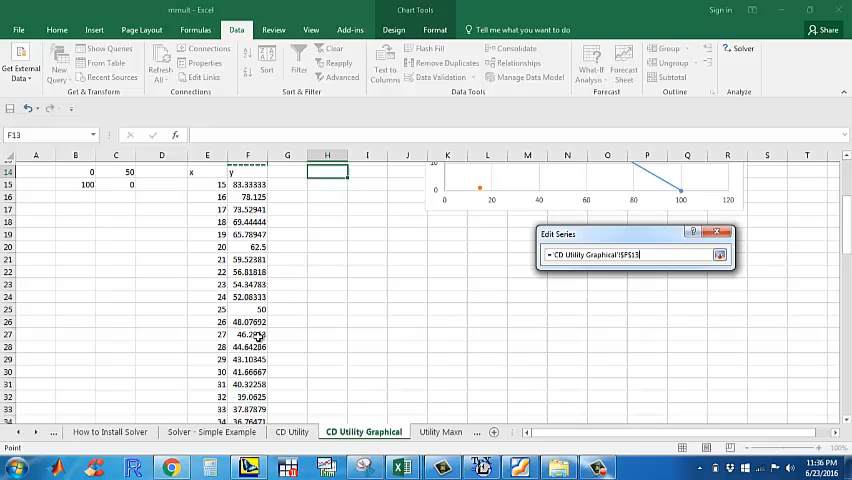 mmult - Excel
Chart Tools
Sign in
File Home Insert Page Layout Formulas Data Review View Add-ins Design Format Tell me what you want to do Share
Get External Data
New Query
Show Queries
From Table
Recent Sources
Get & Transform
Refresh All
Connections
Properties
Edit Links
Connections
Sort
Filter
Clear
Reapply
Advanced
Sort & Filter
Text to Columns
Flash Fill
Remove Duplicates
Data Validation
Consolidate
Relationships
Manage Data Model
Data Tools
What-If Analysis
Forecast Sheet
Forecast
Group
Ungroup
Subtotal
Outline
Solver
Analyze
F13
fx
A B C D E F G H I J K L M N O P Q R S T
14 0 50 x y
15 100 0 15 83.33333
16 16 78.125
17 17 73.52941
18 18 69.44444
19 19 65.78947
20 20 62.5
21 21 59.52381
22 22 56.81818
23 23 54.34783
24 24 52.08333
25 25 50
26 26 48.07692
27 27
28 28 44.64286
29 29 43.10345
30 30 41.66667
31 31 40.32258
32 32 39.0625
33 33 37.87879
34 34 36.76471
10
0
0 20 40 60 80 100 120
Edit Series
?
='CD Utility Graphical'!$F$13
How to Install Solver Solver - Simple Example CD Utility CD Utility Graphical Utility Maxn ...
Point
100%
11:36 PM
6/23/2016